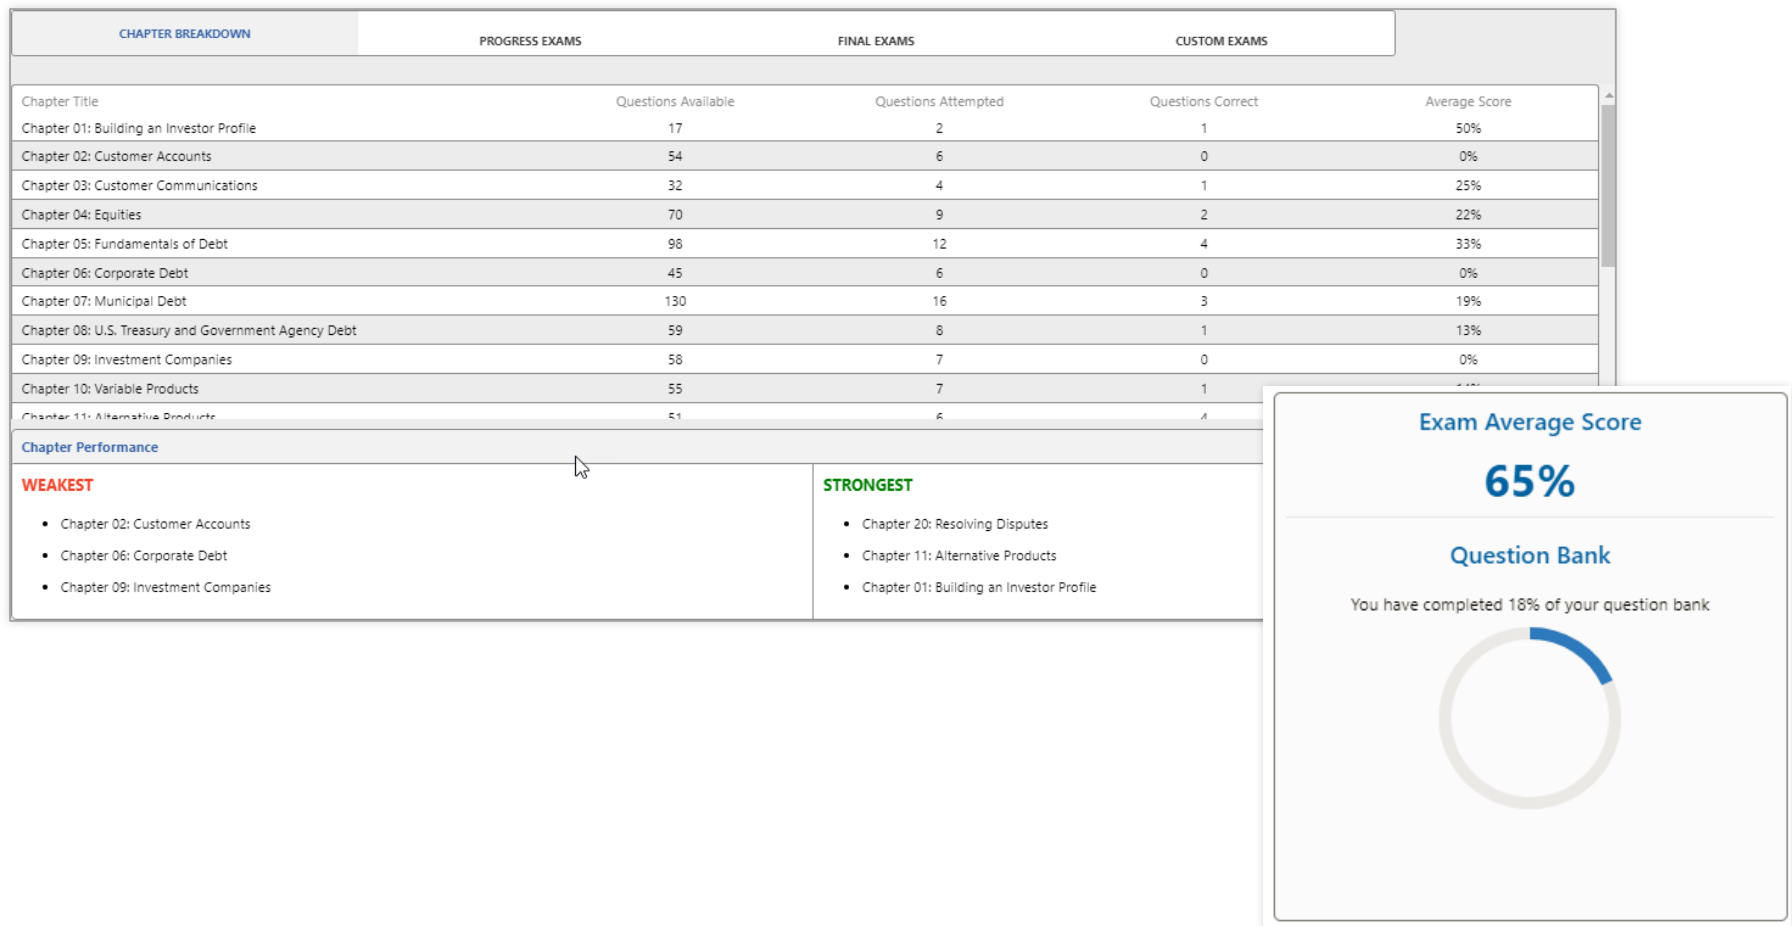 CHAPTER BREAKDOWN PROGRESS EXAMS FINAL EXAMS CUSTOM EXAMS
Chapter Title Questions Available Questions Attempted Questions Correct Average Score
Chapter 01: Building an Investor Profile 17 2 1 50%
Chapter 02: Customer Accounts 54 6 0 0%
Chapter 03: Customer Communications 32 4 1 25%
Chapter 04: Equities 70 9 2 22%
Chapter 05: Fundamentals of Debt 98 12 4 33%
Chapter 06: Corporate Debt 45 6 0 0%
Chapter 07: Municipal Debt 130 16 3 19%
Chapter 08: U.S. Treasury and Government Agency Debt 59 8 1 13%
Chapter 09: Investment Companies 58 7 0 0%
Chapter 10: Variable Products 55 7 1
Chapter 11: Alternative Products 51 6 4
Chapter Performance
WEAKEST
Chapter 02: Customer Accounts
Chapter 06: Corporate Debt
Chapter 09: Investment Companies
STRONGEST
Chapter 20: Resolving Disputes
Chapter 11: Alternative Products
Chapter 01: Building an Investor Profile
Exam Average Score
65%
Question Bank
You have completed 18% of your question bank